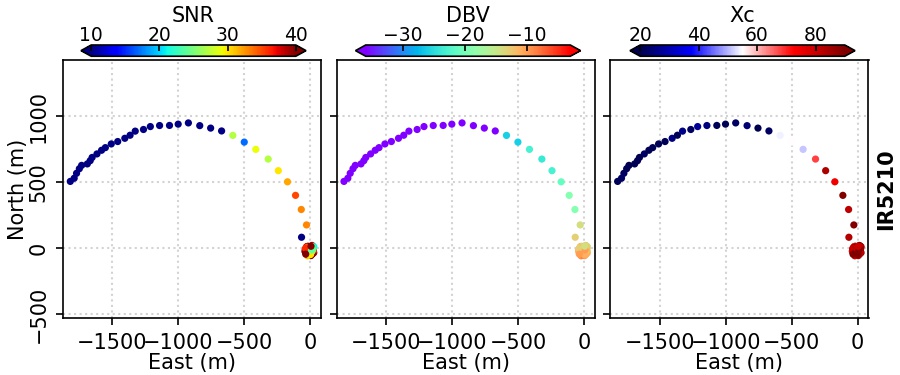 SNR DBV Xc
10 20 30 40 −30 −20 −10 20 40 60 80
1000
500
0
−500
North (m)
IR5210
−1500 −1000 −500 0 −1500 −1000 −500 0 −1500 −1000 −500 0
East (m) East (m) East (m)